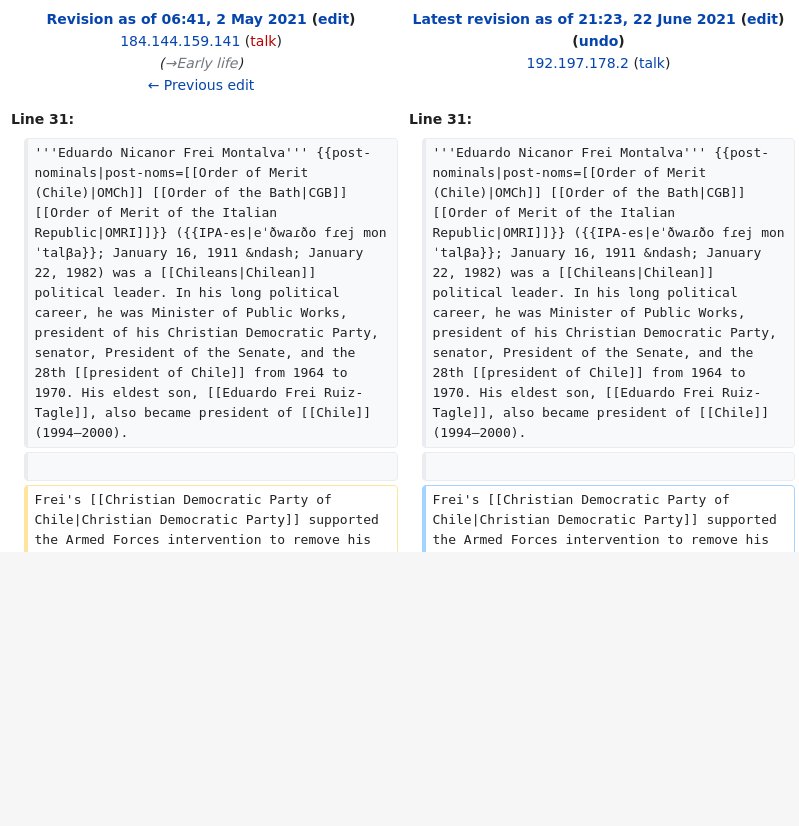 Revision as of 06:41, 2 May 2021 (edit)
184.144.159.141 (talk)
(→Early life)
← Previous edit
Latest revision as of 21:23, 22 June 2021 (edit)
(undo)
192.197.178.2 (talk)
Line 31:
'''Eduardo Nicanor Frei Montalva''' {{post-
nominals|post-noms=[[Order of Merit
(Chile)|OMCh]] [[Order of the Bath|CGB]]
[[Order of Merit of the Italian
Republic|OMRI]]}} ({{IPA-es|eˈðwaɾðo fɾej mon
ˈtalβa}}; January 16, 1911 &ndash; January
22, 1982) was a [[Chileans|Chilean]]
political leader. In his long political
career, he was Minister of Public Works,
president of his Christian Democratic Party,
senator, President of the Senate, and the
28th [[president of Chile]] from 1964 to
1970. His eldest son, [[Eduardo Frei Ruiz-
Tagle]], also became president of [[Chile]]
(1994–2000).
Frei's [[Christian Democratic Party of
Chile|Christian Democratic Party]] supported
the Armed Forces intervention to remove his
Line 31:
'''Eduardo Nicanor Frei Montalva''' {{post-
nominals|post-noms=[[Order of Merit
(Chile)|OMCh]] [[Order of the Bath|CGB]]
[[Order of Merit of the Italian
Republic|OMRI]]}} ({{IPA-es|eˈðwaɾðo fɾej mon
ˈtalβa}}; January 16, 1911 &ndash; January
22, 1982) was a [[Chileans|Chilean]]
political leader. In his long political
career, he was Minister of Public Works,
president of his Christian Democratic Party,
senator, President of the Senate, and the
28th [[president of Chile]] from 1964 to
1970. His eldest son, [[Eduardo Frei Ruiz-
Tagle]], also became president of [[Chile]]
(1994–2000).
Frei's [[Christian Democratic Party of
Chile|Christian Democratic Party]] supported
the Armed Forces intervention to remove his